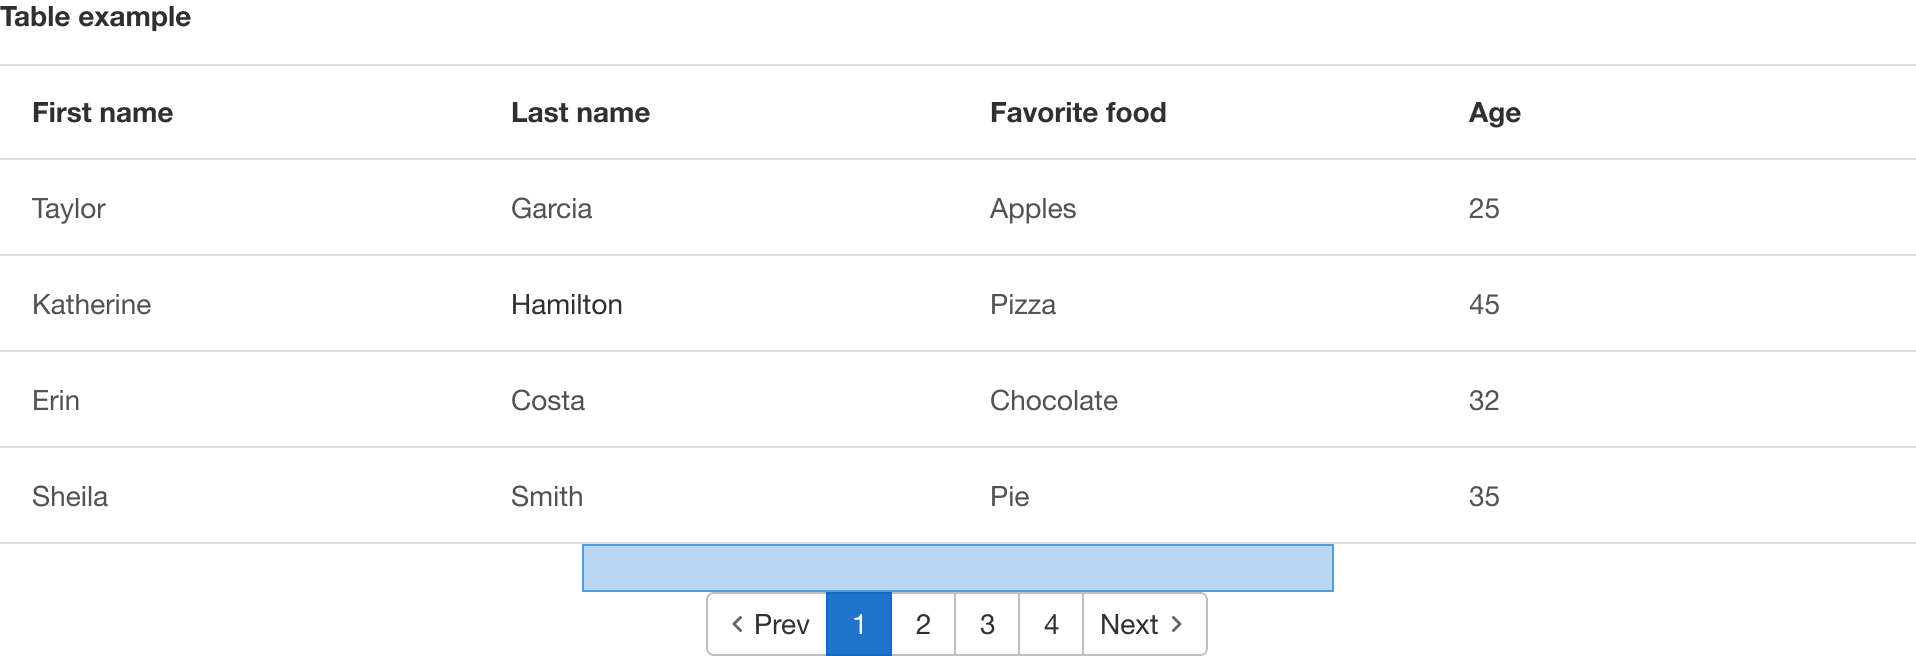 Table example
First name Last name Favorite food Age
Taylor Garcia Apples 25
Katherine Hamilton Pizza 45
Erin Costa Chocolate 32
Sheila Smith Pie 35
Prev 1 2 3 4 Next